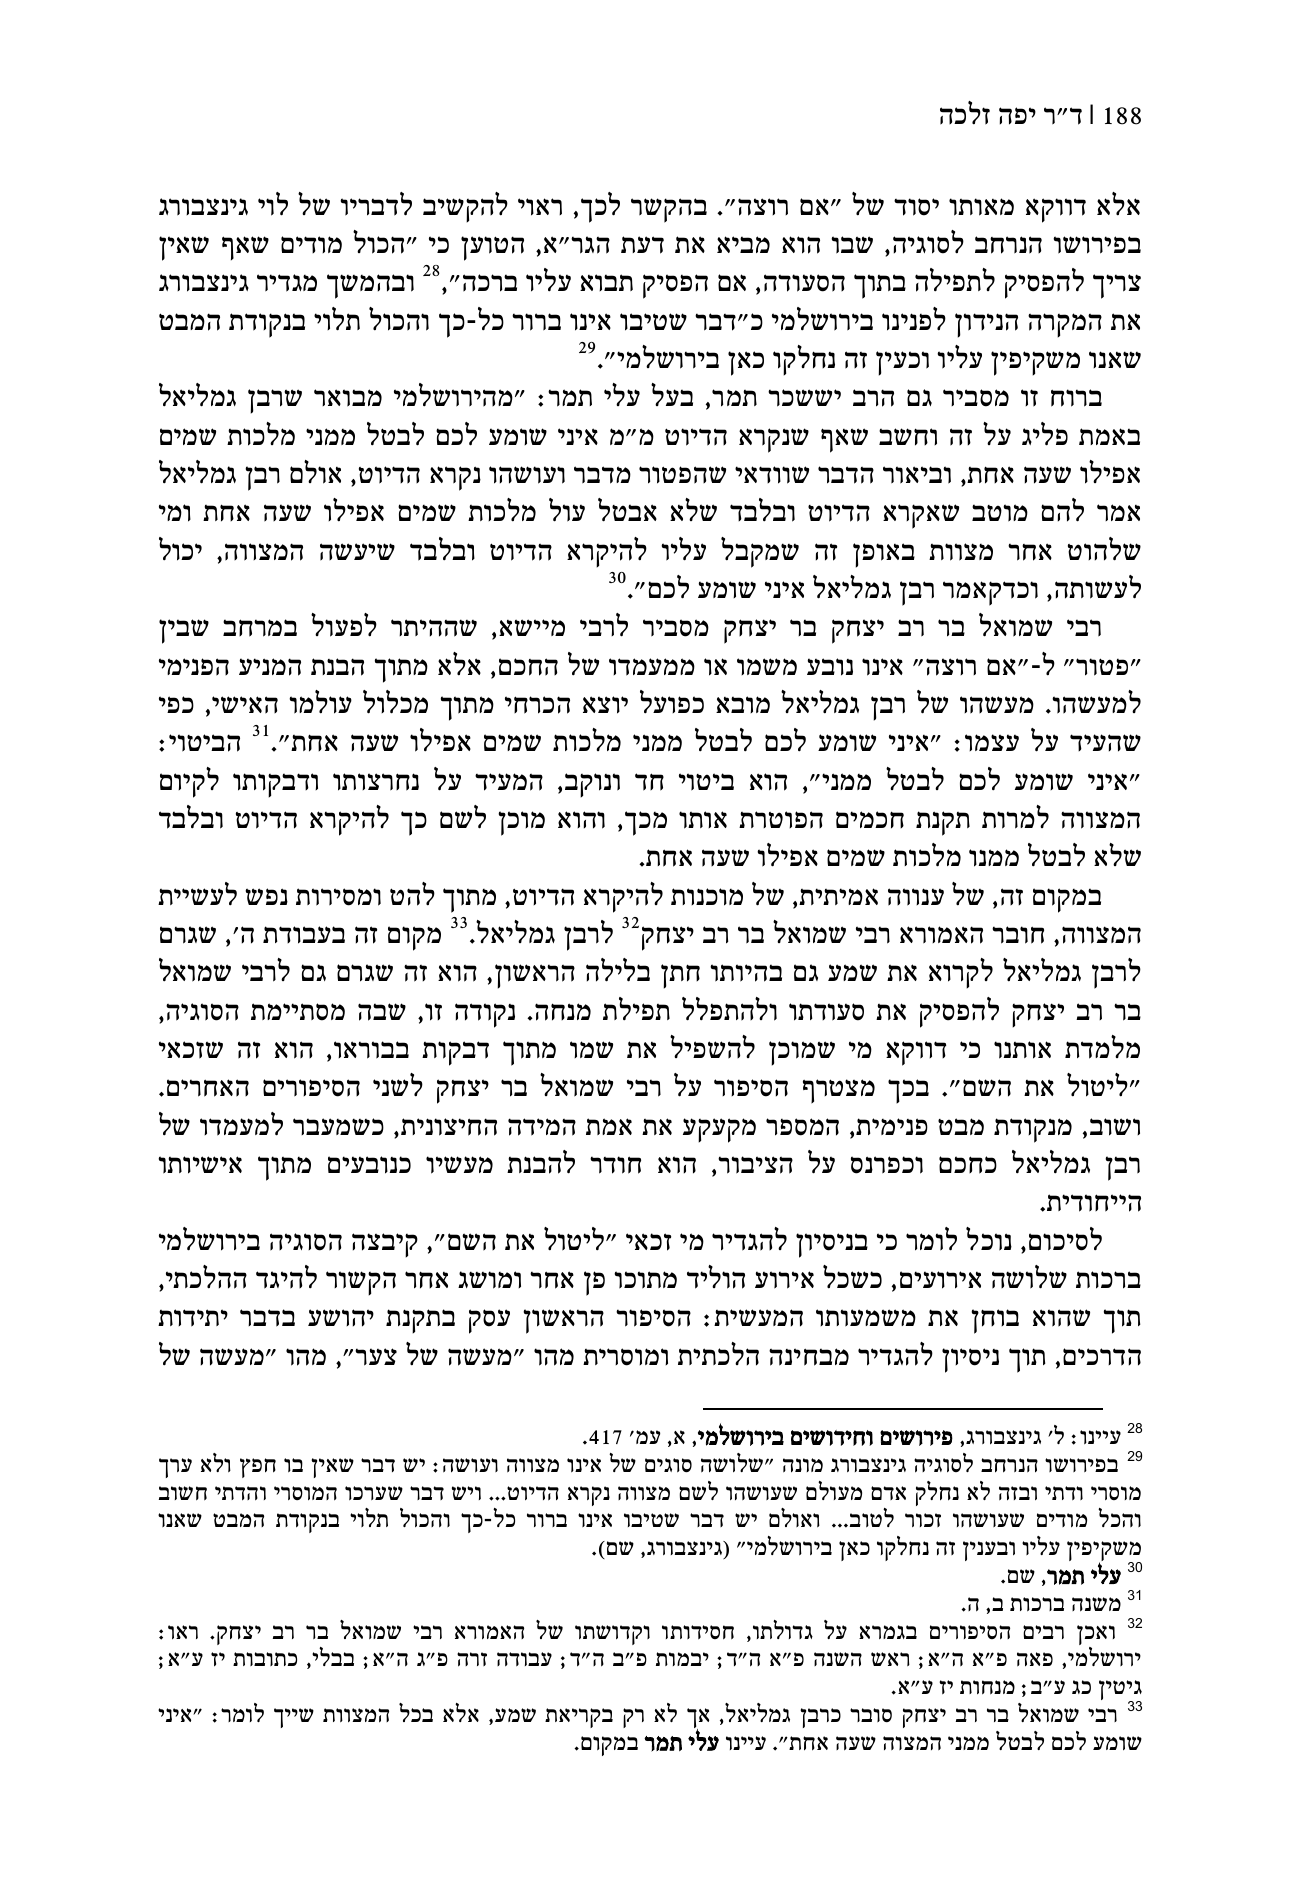 188 | ד״ר יפה זלכה
אלא דווקא מאותו יסוד של ״אם רוצה״. בהקשר לכך, ראוי להקשיב לדבריו של לוי גינצבורג
בפירושו הנרחב לסוגיה, שבו הוא מביא את דעת הגר״א, הטוען כי ״הכול מודים שאף שאין
צריך להפסיק לתפילה בתוך הסעודה, אם הפסיק תבוא עליו ברכה״,28 ובהמשך מגדיר גינצבורג
את המקרה הנידון לפנינו בירושלמי כ״דבר שטיבו אינו ברור כל-כך והכול תלוי בנקודת המבט
שאנו משקיפין עליו וכעין זה נחלקו כאן בירושלמי״.29
ברוח זו מסביר גם הרב יששכר תמר, בעל עלי תמר: ״מהירושלמי מבואר שרבן גמליאל
באמת פליג על זה וחשב שאף שנקרא הדיוט מ״מ איני שומע לכם לבטל ממני מלכות שמים
אפילו שעה אחת, וביאור הדבר שוודאי שהפטור מדבר ועושהו נקרא הדיוט, אולם רבן גמליאל
אמר להם מוטב שאקרא הדיוט ובלבד שלא אבטל עול מלכות שמים אפילו שעה אחת ומי
שלהוט אחר מצוות באופן זה שמקבל עליו להיקרא הדיוט ובלבד שיעשה המצווה, יכול
לעשותה, וכדקאמר רבן גמליאל איני שומע לכם״.30
רבי שמואל בר רב יצחק בר יצחק מסביר לרבי מיישא, שההיתר לפעול במרחב שבין
״פטור״ ל-״אם רוצה״ אינו נובע משמו או ממעמדו של החכם, אלא מתוך הבנת המניע הפנימי
למעשהו. מעשהו של רבן גמליאל מובא כפועל יוצא הכרחי מתוך מכלול עולמו האישי, כפי
שהעיד על עצמו: ״איני שומע לכם לבטל ממני מלכות שמים אפילו שעה אחת״.31 הביטוי:
״איני שומע לכם לבטל ממני״, הוא ביטוי חד ונוקב, המעיד על נחרצותו ודבקותו לקיום
המצווה למרות תקנת חכמים הפוטרת אותו מכך, והוא מוכן לשם כך להיקרא הדיוט ובלבד
שלא לבטל ממנו מלכות שמים אפילו שעה אחת.
במקום זה, של ענווה אמיתית, של מוכנות להיקרא הדיוט, מתוך להט ומסירות נפש לעשיית
המצווה, חובר האמורא רבי שמואל בר רב יצחק32 לרבן גמליאל.33 מקום זה בעבודת ה׳, שגרם
לרבן גמליאל לקרוא את שמע גם בהיותו חתן בלילה הראשון, הוא זה שגרם גם לרבי שמואל
בר רב יצחק להפסיק את סעודתו ולהתפלל תפילת מנחה. נקודה זו, שבה מסתיימת הסוגיה,
מלמדת אותנו כי דווקא מי שמוכן להשפיל את שמו מתוך דבקות בבוראו, הוא זה שזכאי
״ליטול את השם״. בכך מצטרף הסיפור על רבי שמואל בר יצחק לשני הסיפורים האחרים.
ושוב, מנקודת מבט פנימית, המספר מקעקע את אמת המידה החיצונית, כשמעבר למעמדו של
רבן גמליאל כחכם וכפרנס על הציבור, הוא חודר להבנת מעשיו כנובעים מתוך אישיותו
הייחודית.
לסיכום, נוכל לומר כי בניסיון להגדיר מי זכאי ״ליטול את השם״, קיבצה הסוגיה בירושלמי
ברכות שלושה אירועים, כשכל אירוע הוליד מתוכו פן אחר ומושג אחר הקשור להיגד ההלכתי,
תוך שהוא בוחן את משמעותו המעשית: הסיפור הראשון עסק בתקנת יהושע בדבר יתידות
הדרכים, תוך ניסיון להגדיר מבחינה הלכתית ומוסרית מהו ״מעשה של צער״, מהו ״מעשה של
28 עיינו: ל׳ גינצבורג, פירושים וחידושים בירושלמי, א, עמ׳ 417.
29 בפירושו הנרחב לסוגיה גינצבורג מונה ״שלושה סוגים של אינו מצווה ועושה: יש דבר שאין בו חפץ ולא ערך
מוסרי ודתי ובזה לא נחלק אדם מעולם שעושהו לשם מצווה נקרא הדיוט... ויש דבר שערכו המוסרי והדתי חשוב
והכל מודים שעושהו זכור לטוב... ואולם יש דבר שטיבו אינו ברור כל-כך והכול תלוי בנקודת המבט שאנו
משקיפין עליו ובענין זה נחלקו כאן בירושלמי״ (גינצבורג, שם).
30 עלי תמר, שם.
31 משנה ברכות ב, ה.
32 ואכן רבים הסיפורים בגמרא על גדולתו, חסידותו וקדושתו של האמורא רבי שמואל בר רב יצחק. ראו:
ירושלמי, פאה פ״א ה״א; ראש השנה פ״א ה״ד; יבמות פ״ב ה״ד; עבודה זרה פ״ג ה״א; בבלי, כתובות יז ע״א;
גיטין כג ע״ב; מנחות יז ע״א.
33 רבי שמואל בר רב יצחק סובר כרבן גמליאל, אך לא רק בקריאת שמע, אלא בכל המצוות שייך לומר: ״איני
שומע לכם לבטל ממני המצוה שעה אחת״. עיינו עלי תמר במקום.